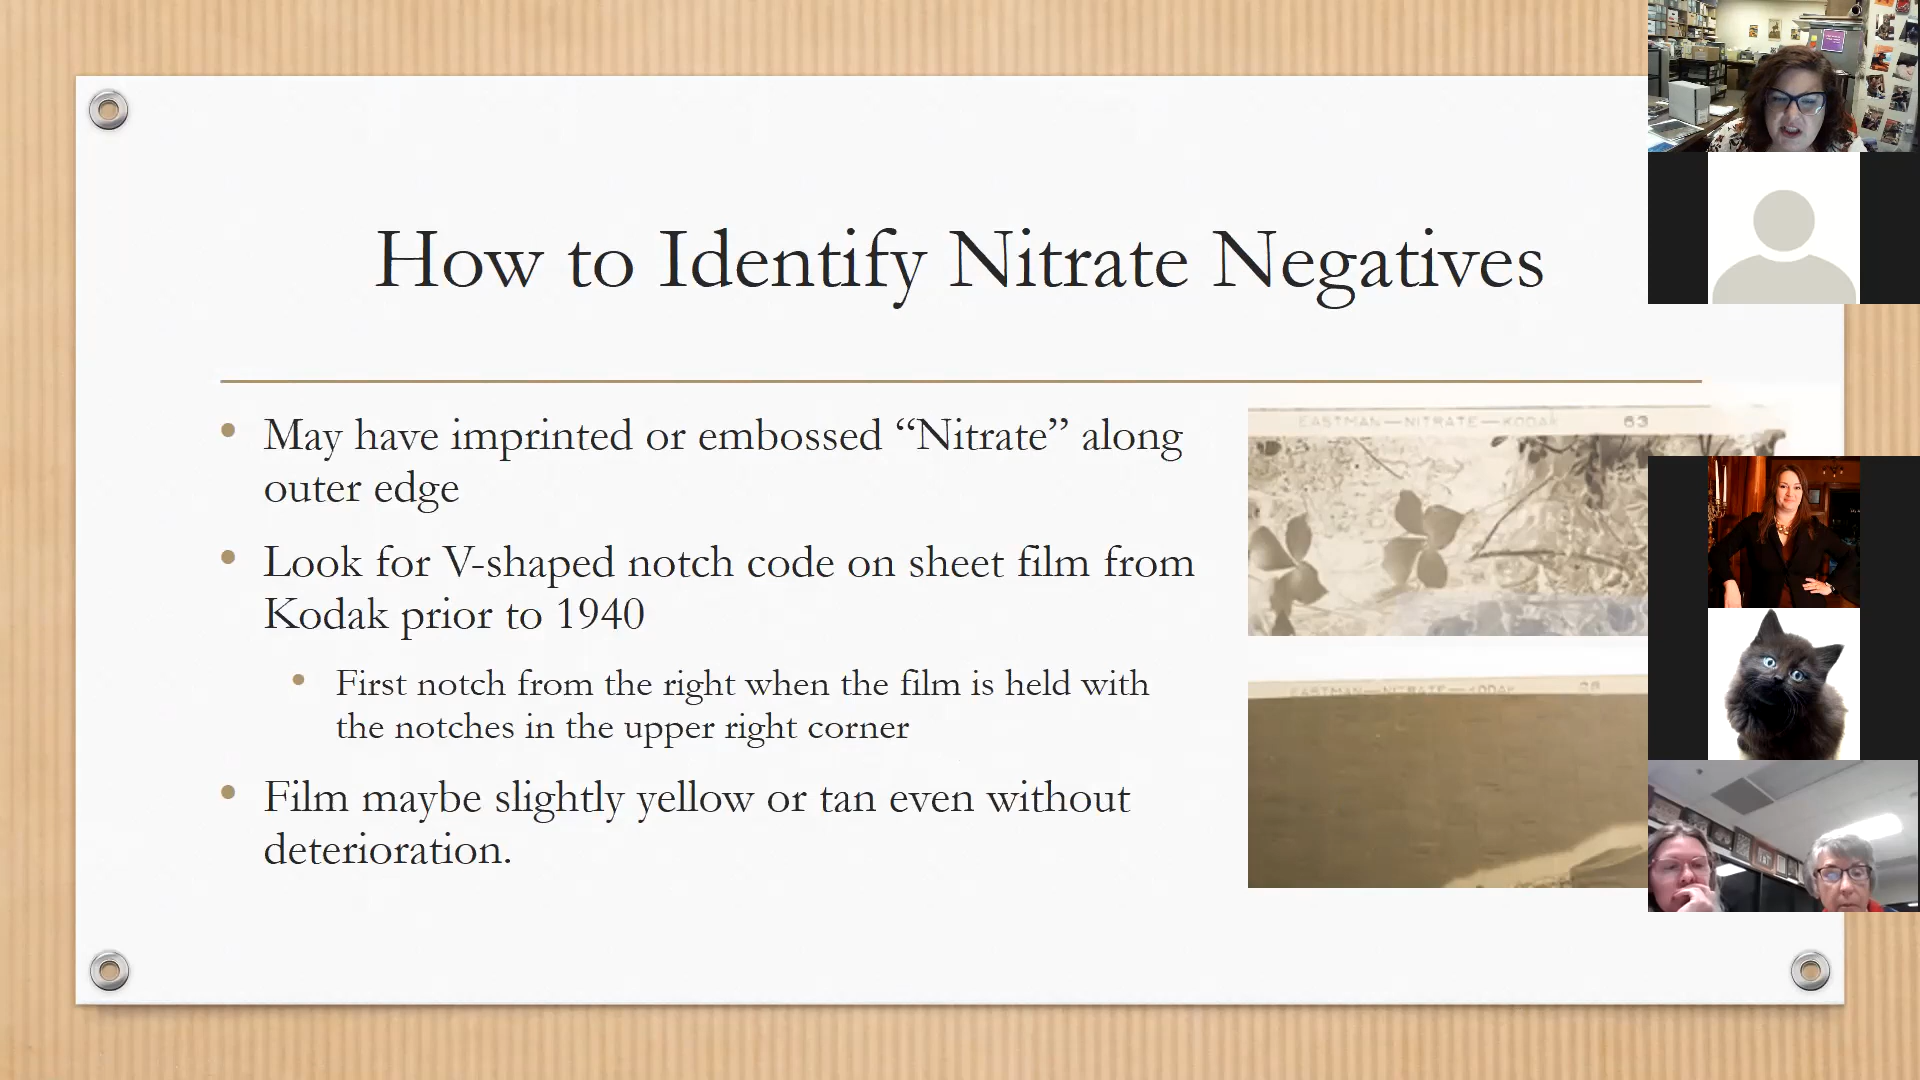 How to Identify Nitrate Negatives
• May have imprinted or embossed “Nitrate” along
outer edge
• Look for V-shaped notch code on sheet film from
Kodak prior to 1940
• First notch from the right when the film is held with
the notches in the upper right corner
• Film maybe slightly yellow or tan even without
deterioration.
EASTMAN—NITRATE—KODAK 63
EASTMAN—NITRATE—KODAK